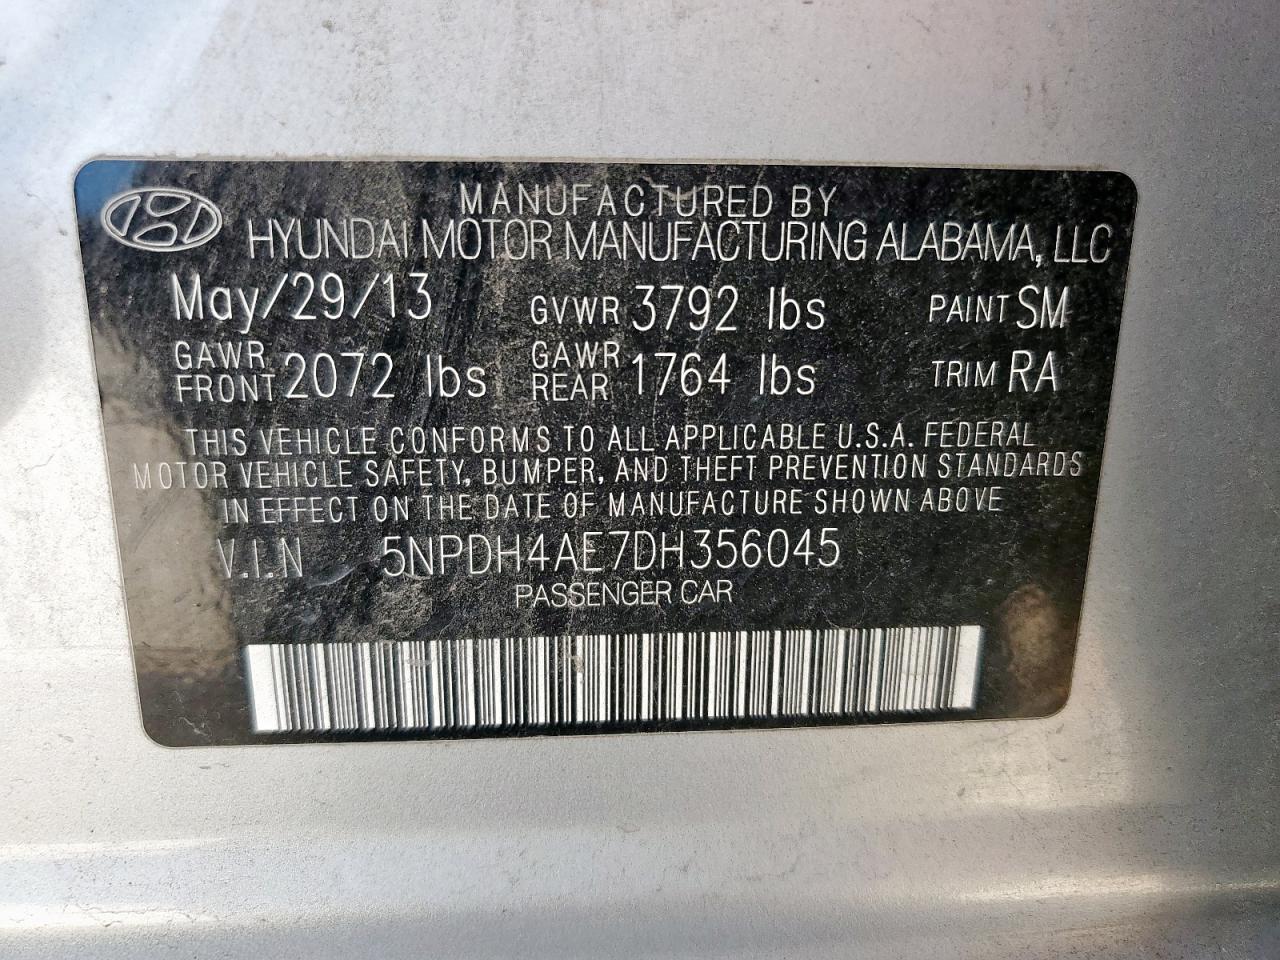 MANUFACTURED BY
HYUNDAI MOTOR MANUFACTURING ALABAMA, LLC
May/29/13 GVWR 3792 lbs PAINT SM
GAWR FRONT 2072 lbs GAWR REAR 1764 lbs TRIM RA
THIS VEHICLE CONFORMS TO ALL APPLICABLE U.S.A. FEDERAL
MOTOR VEHICLE SAFETY, BUMPER, AND THEFT PREVENTION STANDARDS
IN EFFECT ON THE DATE OF MANUFACTURE SHOWN ABOVE
V.I.N 5NPDH4AE7DH356045
PASSENGER CAR